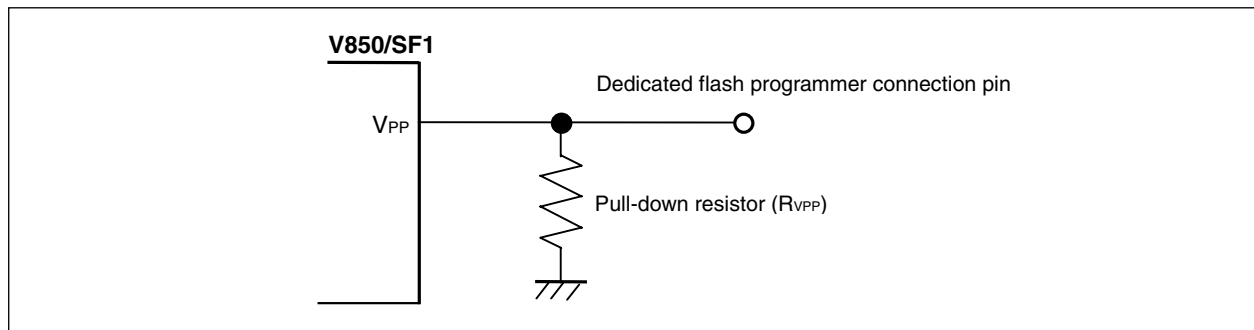 V850/SF1
Dedicated flash programmer connection pin
VPP
Pull-down resistor (RVPP)